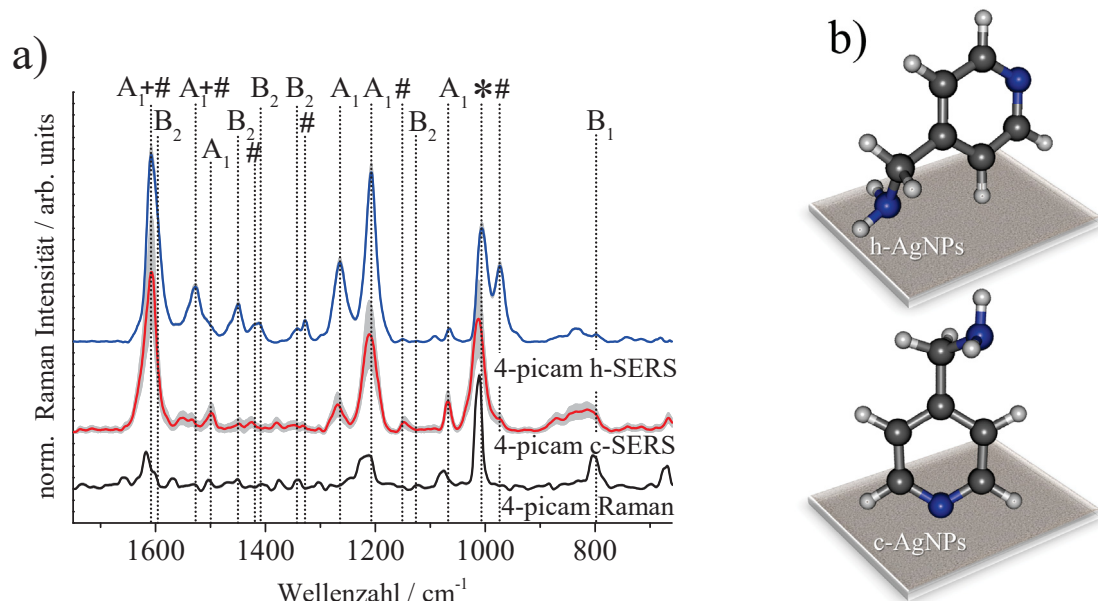 a)
b)
A₁+# A₁+# B₂ B₂ A₁ A₁ # A₁ *#
B₂ A₁ B₂ # # B₂ B₁
norm. Raman Intensität / arb. units
4-picam h-SERS
4-picam c-SERS
4-picam Raman
1600 1400 1200 1000 800
Wellenzahl / cm⁻¹
h-AgNPs
c-AgNPs